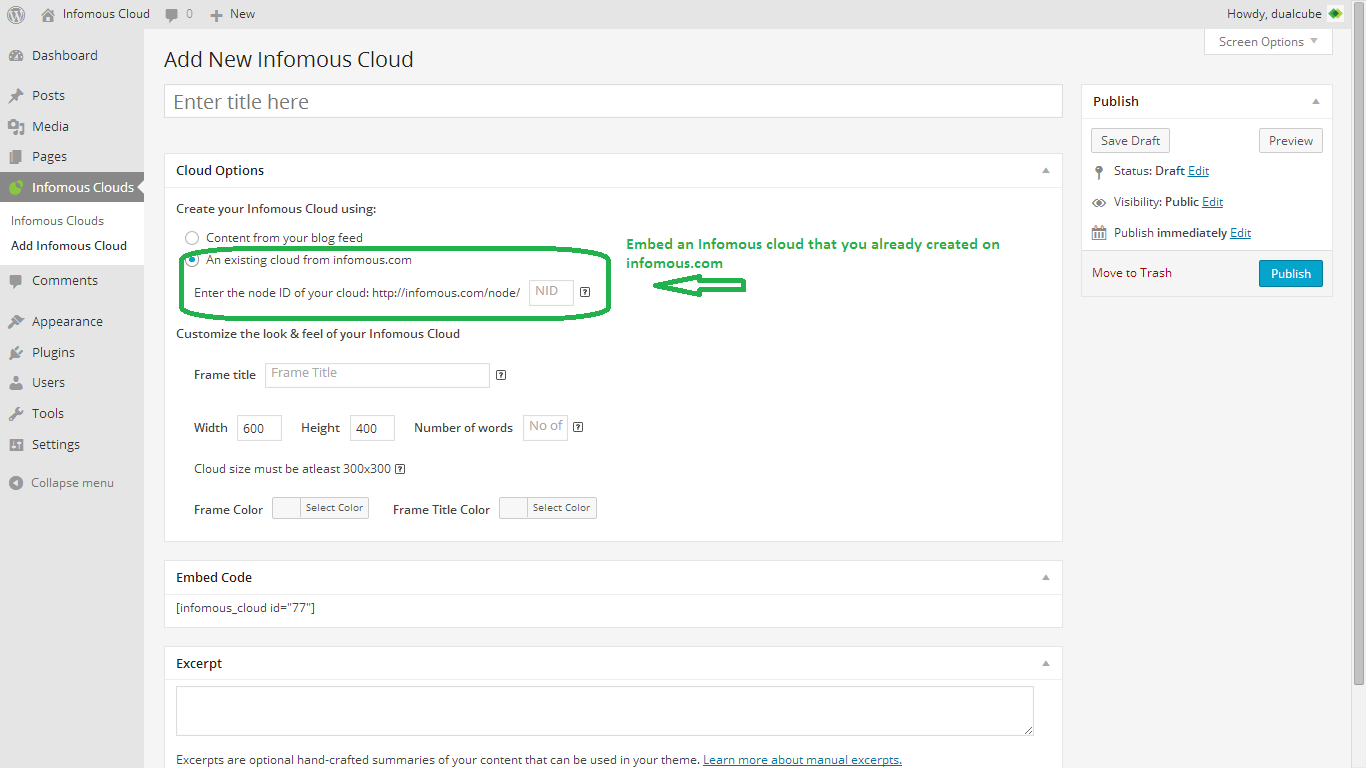 Infomous Cloud 0 New Howdy, dualcube
Screen Options
Dashboard
Posts
Media
Pages
Infomous Clouds
Infomous Clouds
Add Infomous Cloud
Comments
Appearance
Plugins
Users
Tools
Settings
Collapse menu
Add New Infomous Cloud
Enter title here
Cloud Options
Create your Infomous Cloud using:
Content from your blog feed
An existing cloud from infomous.com
Enter the node ID of your cloud: http://infomous.com/node/ NID ?
Embed an Infomous cloud that you already created on
infomous.com
Customize the look & feel of your Infomous Cloud
Frame title Frame Title ?
Width 600 Height 400 Number of words No of ?
Cloud size must be atleast 300x300 ?
Frame Color Select Color Frame Title Color Select Color
Embed Code
[infomous_cloud id="77"]
Excerpt
Excerpts are optional hand-crafted summaries of your content that can be used in your theme. Learn more about manual excerpts.
Publish
Save Draft Preview
Status: Draft Edit
Visibility: Public Edit
Publish immediately Edit
Move to Trash Publish